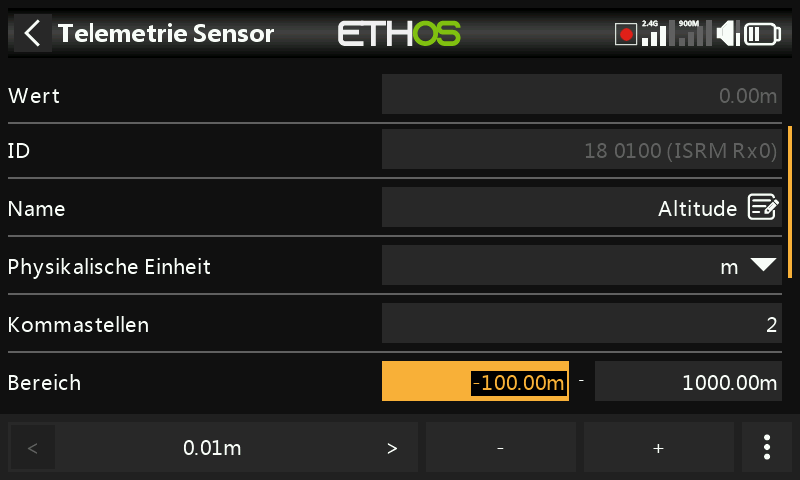 < Telemetrie Sensor ETHOS 2.4G 900M
Wert 0.00m
ID 18 0100 (ISRM Rx0)
Name Altitude
Physikalische Einheit m
Kommastellen 2
Bereich -100.00m - 1000.00m
< 0.01m > - +